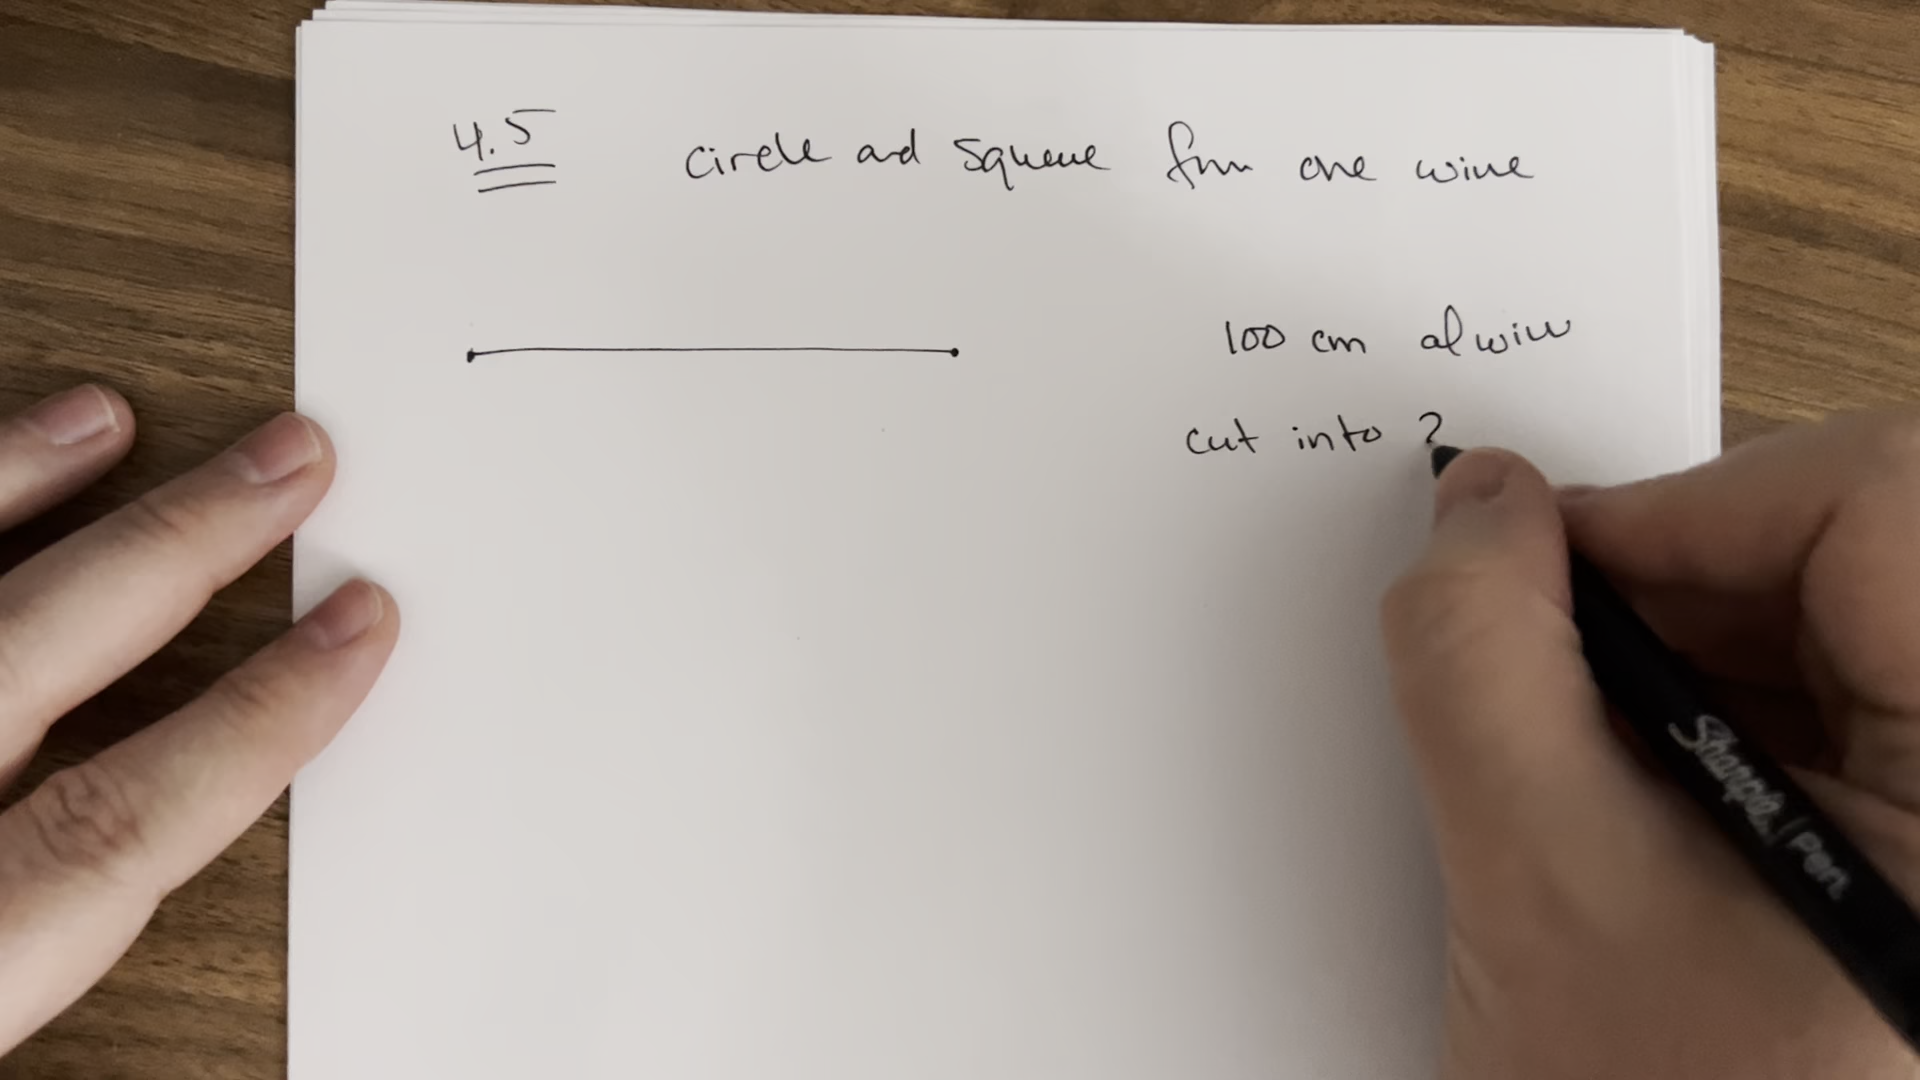 4.5 circle and square from one wire
100 cm of wire
cut into 2
Sharpie | Pen